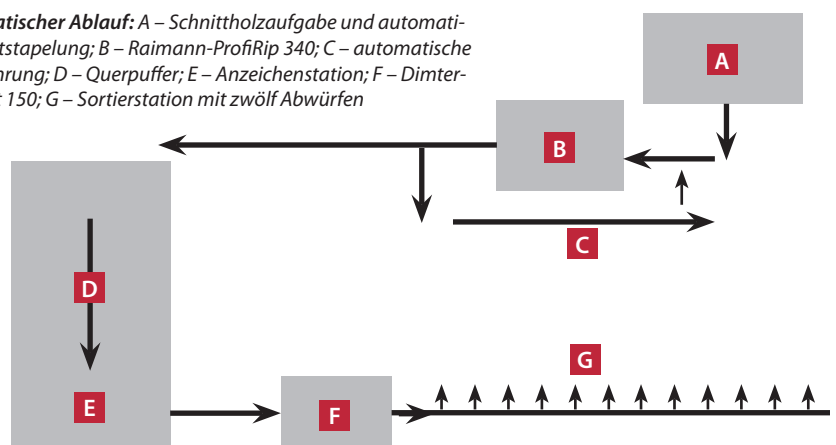 atischer Ablauf: A – Schnittholzaufgabe und automati-
tstapelung; B – Raimann-ProfiRip 340; C – automatische
hrung; D – Querpuffer; E – Anzeichenstation; F – Dimter-
t 150; G – Sortierstation mit zwölf Abwürfen
A
B
C
D
G
E
F